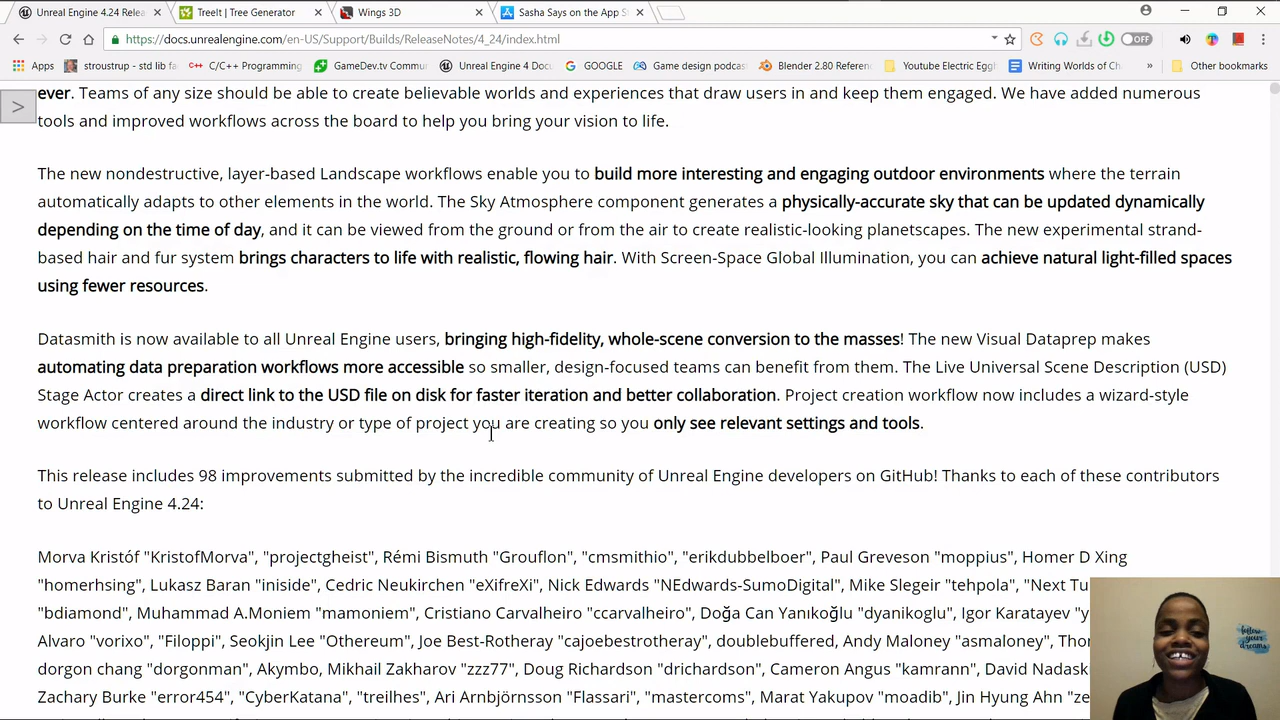 Unreal Engine 4.24 Relea
TreeIt | Tree Generator
Wings 3D
Sasha Says on the App S
https://docs.unrealengine.com/en-US/Support/Builds/ReleaseNotes/4_24/index.html
OFF
Apps
stroustrup - std lib fa
C/C++ Programming
GameDev.tv Commu
Unreal Engine 4 Docu
GOOGLE
Game design podcas
Blender 2.80 Referen
Youtube Electric Eggl
Writing Worlds of Ch
»
Other bookmarks
>
ever. Teams of any size should be able to create believable worlds and experiences that draw users in and keep them engaged. We have added numerous
tools and improved workflows across the board to help you bring your vision to life.
The new nondestructive, layer-based Landscape workflows enable you to build more interesting and engaging outdoor environments where the terrain
automatically adapts to other elements in the world. The Sky Atmosphere component generates a physically-accurate sky that can be updated dynamically
depending on the time of day, and it can be viewed from the ground or from the air to create realistic-looking planetscapes. The new experimental strand-
based hair and fur system brings characters to life with realistic, flowing hair. With Screen-Space Global Illumination, you can achieve natural light-filled spaces
using fewer resources.
Datasmith is now available to all Unreal Engine users, bringing high-fidelity, whole-scene conversion to the masses! The new Visual Dataprep makes
automating data preparation workflows more accessible so smaller, design-focused teams can benefit from them. The Live Universal Scene Description (USD)
Stage Actor creates a direct link to the USD file on disk for faster iteration and better collaboration. Project creation workflow now includes a wizard-style
workflow centered around the industry or type of project you are creating so you only see relevant settings and tools.
This release includes 98 improvements submitted by the incredible community of Unreal Engine developers on GitHub! Thanks to each of these contributors
to Unreal Engine 4.24:
Morva Kristóf "KristofMorva", "projectgheist", Rémi Bismuth "Grouflon", "cmsmithio", "erikdubbelboer", Paul Greveson "moppius", Homer D Xing
"homerhsing", Lukasz Baran "iniside", Cedric Neukirchen "eXifreXi", Nick Edwards "NEdwards-SumoDigital", Mike Slegeir "tehpola", "Next Tu
"bdiamond", Muhammad A.Moniem "mamoniem", Cristiano Carvalheiro "ccarvalheiro", Doğa Can Yanıkoğlu "dyanikoglu", Igor Karatayev "y
Alvaro "vorixo", "Filoppi", Seokjin Lee "Othereum", Joe Best-Rotheray "cajoebestrotheray", doublebuffered, Andy Maloney "asmaloney", Tho
dorgon chang "dorgonman", Akymbo, Mikhail Zakharov "zzz77", Doug Richardson "drichardson", Cameron Angus "kamrann", David Nadask
Zachary Burke "error454", "CyberKatana", "treilhes", Ari Arnbjörnsson "Flassari", "mastercoms", Marat Yakupov "moadib", Jin Hyung Ahn "ze
follow
your
dreams